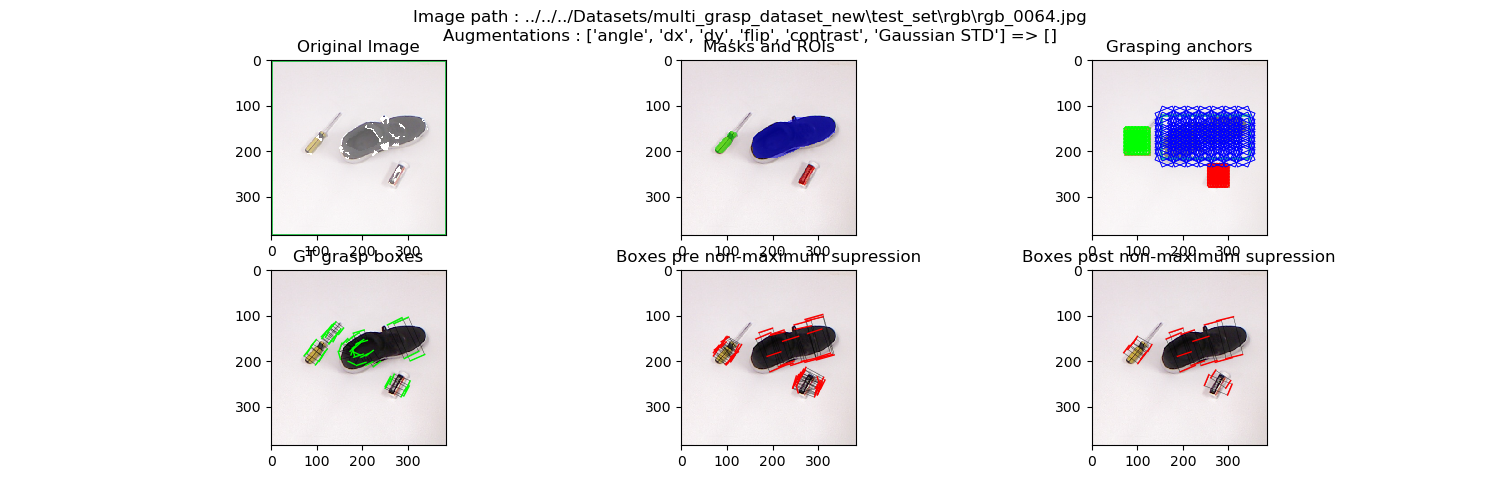 Image path : ../../../Datasets/multi_grasp_dataset_new\test_set\rgb\rgb_0064.jpg
Augmentations : ['angle', 'dx', 'dy', 'flip', 'contrast', 'Gaussian STD'] => []
Original Image
Masks and ROIs
Grasping anchors
0
100
200
300
0 100 200 300
0
100
200
300
0 100 200 300
0
100
200
300
0 100 200 300
GT grasp boxes
Boxes pre non-maximum supression
Boxes post non-maximum supression
0
100
200
300
0 100 200 300
0
100
200
300
0 100 200 300
0
100
200
300
0 100 200 300